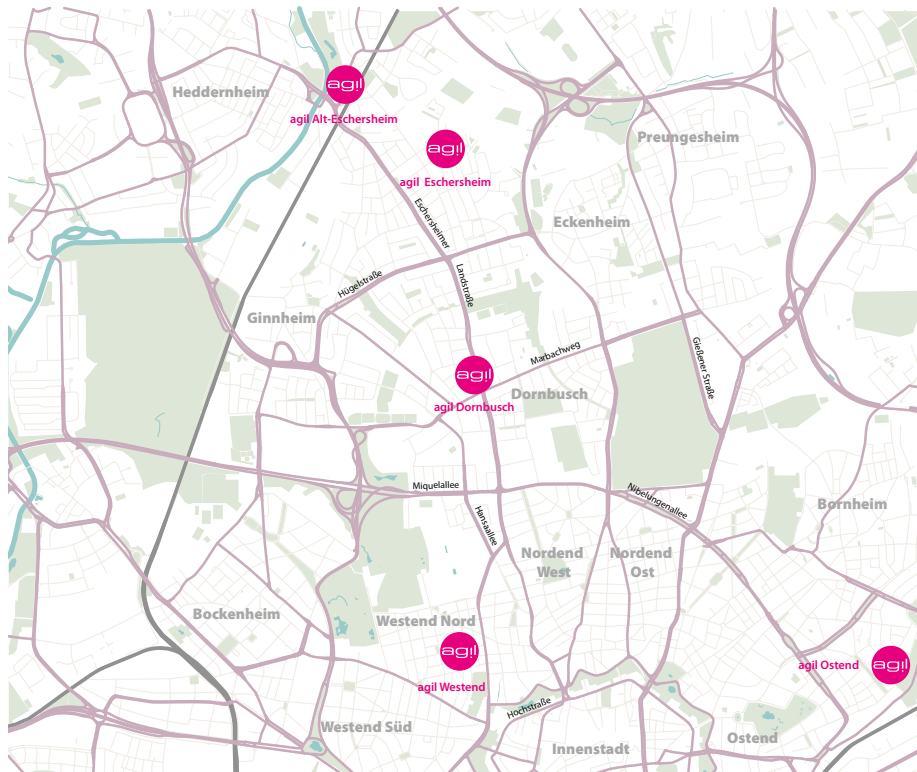 agil
Heddernheim
agil Alt-Eschersheim
Preungesheim
agil
agil Eschersheim
Eschersheimer
Eckenheim
Landstraße
Hügelstraße
Ginnheim
Marbachweg
Gießener Straße
agil
Dornbusch
agil Dornbusch
Miquelallee
Nibelungenallee
Bornheim
Hansaallee
Nordend
West
Nordend
Ost
Bockenheim
Westend Nord
agil
agil Westend
agil Ostend
agil
Hochstraße
Westend Süd
Ostend
Innenstadt